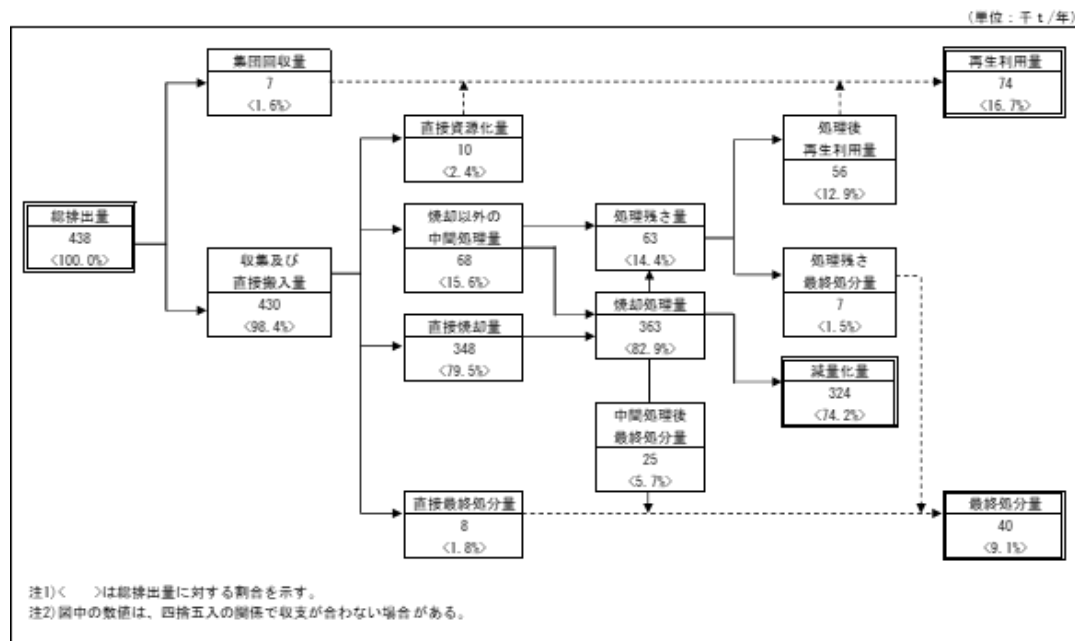 (単位：千ｔ/年)
集団回収量
7
<1.6%>
再生利用量
74
<16.7%>
直接資源化量
10
<2.4%>
処理後
再生利用量
56
<12.9%>
総排出量
438
<100.0%>
焼却以外の
中間処理量
68
<15.6%>
処理残さ量
63
<14.4%>
収集及び
直接搬入量
430
<98.4%>
処理残さ
最終処分量
7
<1.5%>
直接焼却量
348
<79.5%>
焼却処理量
363
<82.9%>
減量化量
324
<74.2%>
中間処理後
最終処分量
25
<5.7%>
直接最終処分量
8
<1.8%>
最終処分量
40
<9.1%>
注1)<　　>は総排出量に対する割合を示す。
注2)図中の数値は、四捨五入の関係で収支が合わない場合がある。